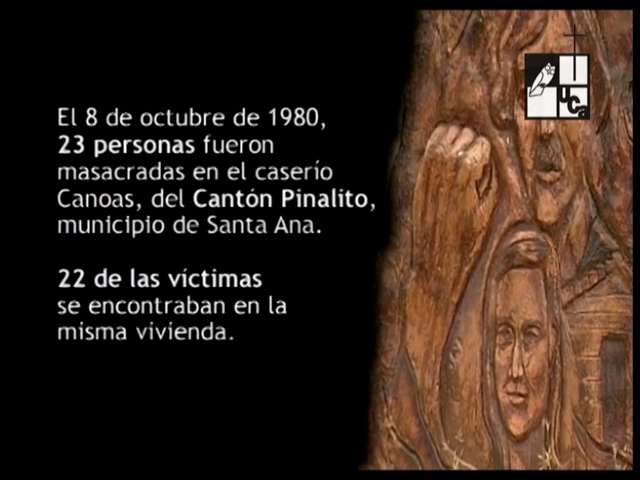 El 8 de octubre de 1980,
23 personas fueron
masacradas en el caserío
Canoas, del Cantón Pinalito,
municipio de Santa Ana.
22 de las víctimas
se encontraban en la
misma vivienda.
uca